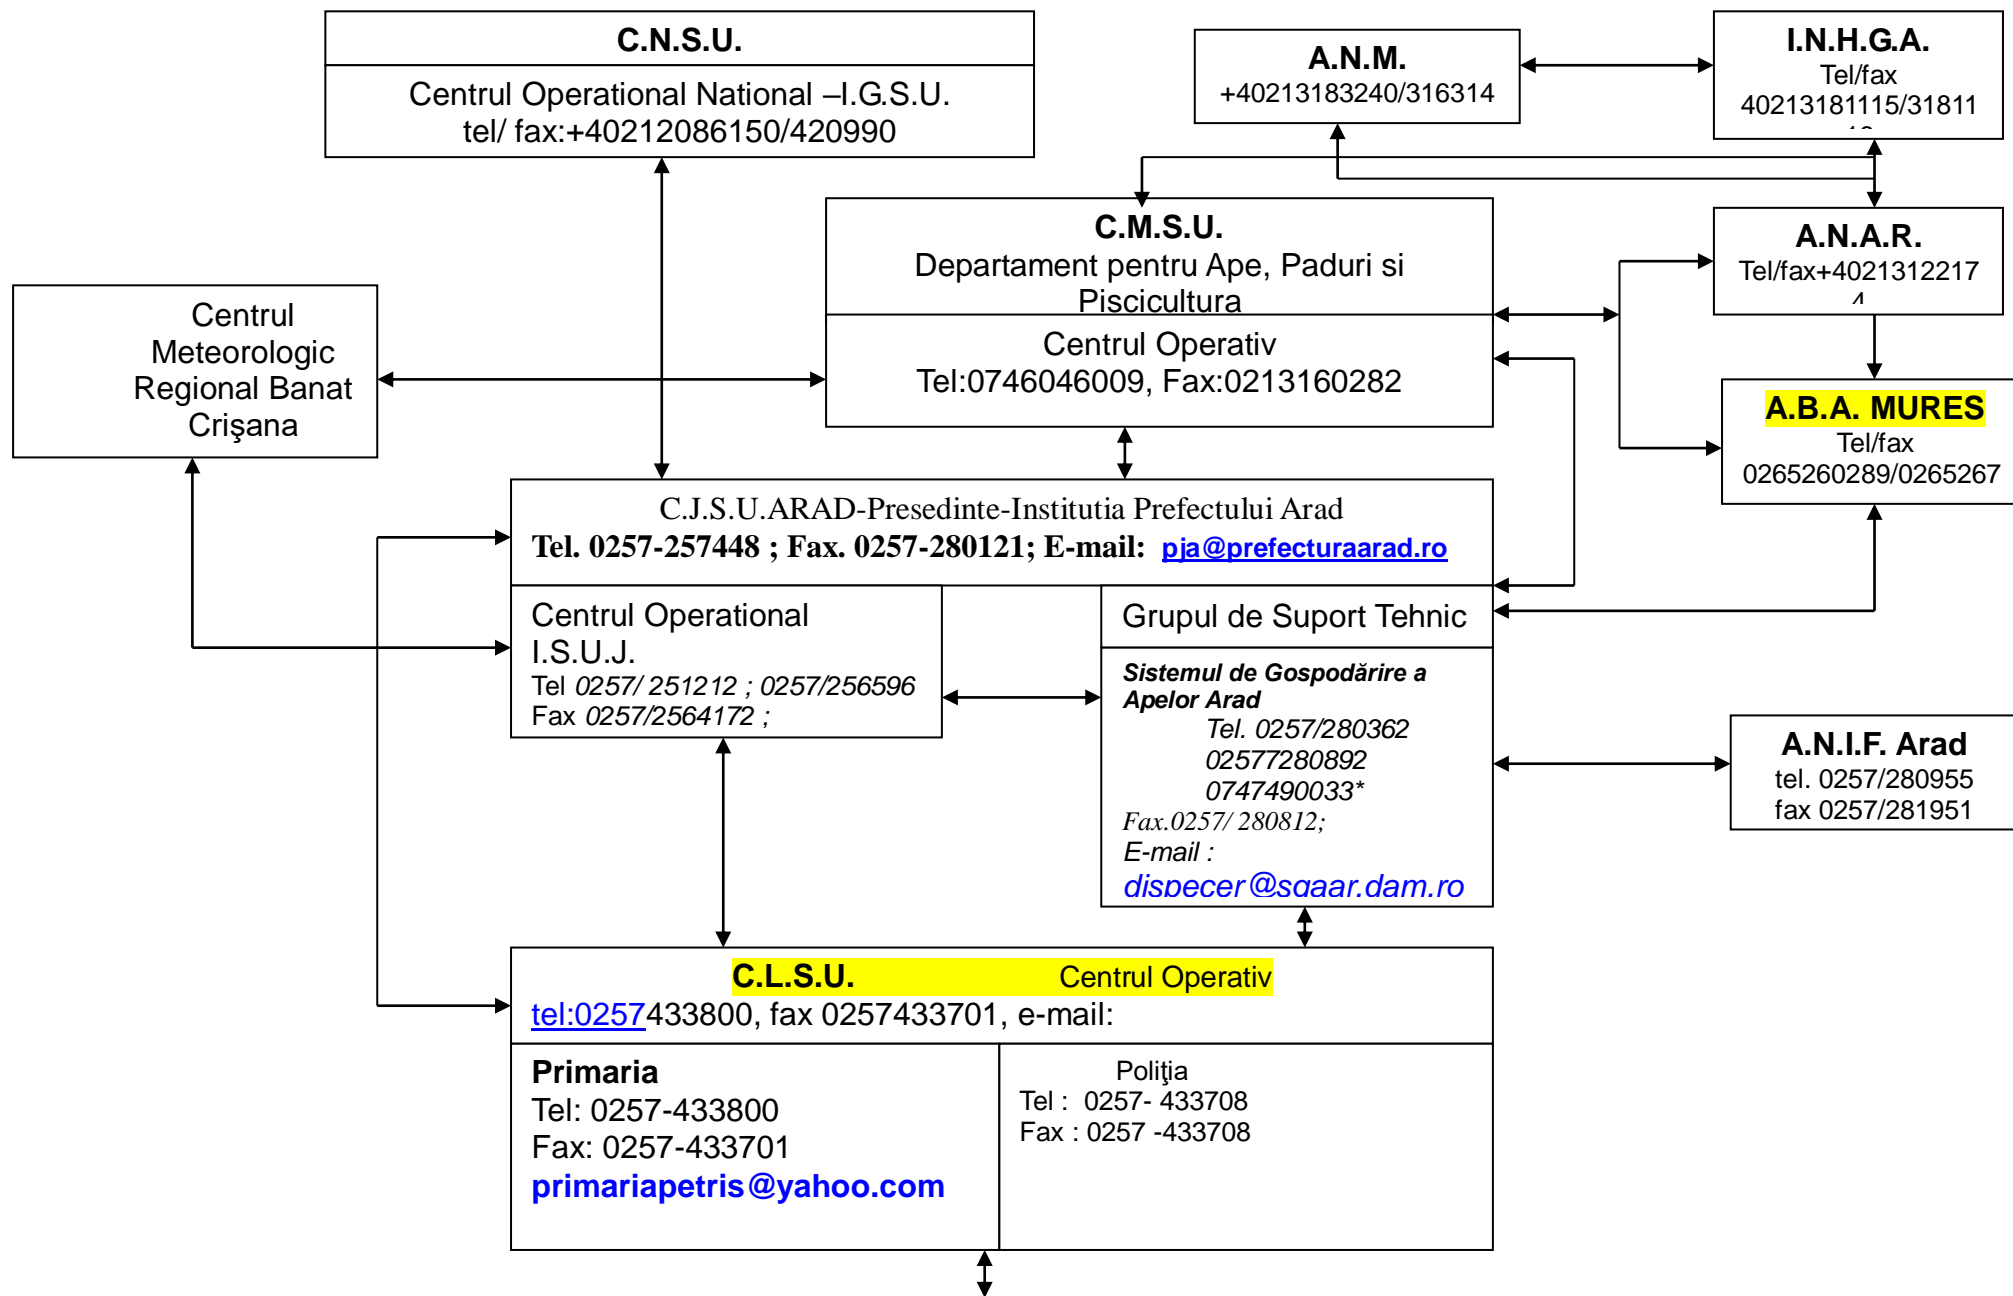 C.N.S.U.
Centrul Operational National –I.G.S.U.
tel/ fax:+40212086150/420990
A.N.M.
+40213183240/316314
I.N.H.G.A.
Tel/fax
40213181115/31811
C.M.S.U.
Departament pentru Ape, Paduri si
Piscicultura
Centrul Operativ
Tel:0746046009, Fax:0213160282
A.N.A.R.
Tel/fax+4021312217
4
Centrul
Meteorologic
Regional Banat
Crişana
A.B.A. MURES
Tel/fax
0265260289/0265267
C.J.S.U.ARAD-Presedinte-Institutia Prefectului Arad
Tel. 0257-257448 ; Fax. 0257-280121; E-mail: pja@prefecturaarad.ro
Centrul Operational
I.S.U.J.
Tel 0257/ 251212 ; 0257/256596
Fax 0257/2564172 ;
Grupul de Suport Tehnic
Sistemul de Gospodărire a
Apelor Arad
Tel. 0257/280362
02577280892
0747490033*
Fax.0257/ 280812;
E-mail :
dispecer@sgaar.dam.ro
A.N.I.F. Arad
tel. 0257/280955
fax 0257/281951
C.L.S.U. Centrul Operativ
tel:0257433800, fax 0257433701, e-mail:
Primaria
Tel: 0257-433800
Fax: 0257-433701
primariapetris@yahoo.com
Poliţia
Tel : 0257- 433708
Fax : 0257 -433708